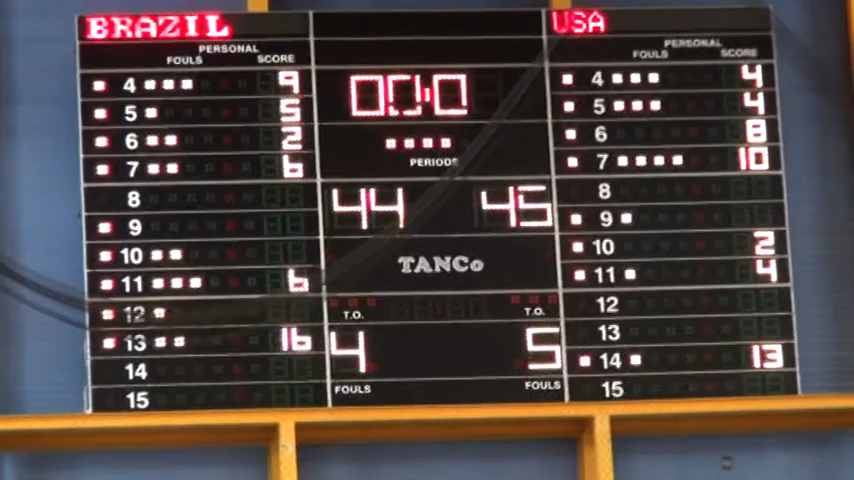 BRAZIL USA
PERSONAL FOULS SCORE PERSONAL FOULS SCORE
4 9 00:0 4 4
5 5 5 4
6 2 6 8
7 6 PERIODS 7 10
8 44 45 8
9 9
10 TANCo 10 2
11 6 11 4
12 T.O. T.O. 12
13 16 4 5 13
14 14 13
15 FOULS FOULS 15